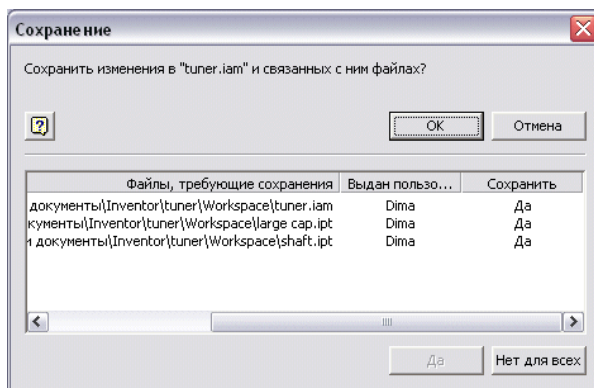 Сохранение
Сохранить изменения в "tuner.iam" и связанных с ним файлах?
OK Отмена
Файлы, требующие сохранения Выдан пользо... Сохранить
документы\Inventor\tuner\Workspace\tuner.iam Dima Да
кументы\Inventor\tuner\Workspace\large cap.ipt Dima Да
и документы\Inventor\tuner\Workspace\shaft.ipt Dima Да
Да Нет для всех